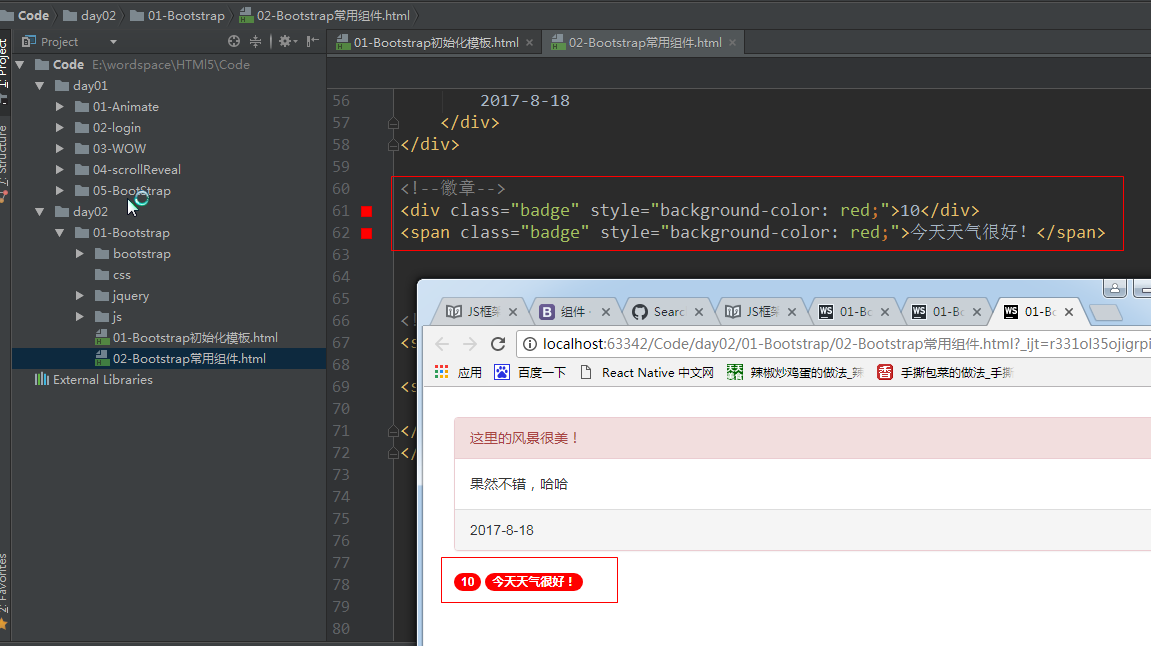 Code day02 01-Bootstrap 02-Bootstrap常用组件.html
Project
01-Bootstrap初始化模板.html
02-Bootstrap常用组件.html
1: Project
7: Structure
2: Favorites
Code E:\wordspace\HTMl5\Code
day01
01-Animate
02-login
03-WOW
04-scrollReveal
05-BootStrap
day02
01-Bootstrap
bootstrap
css
jquery
js
01-Bootstrap初始化模板.html
02-Bootstrap常用组件.html
External Libraries
56 2017-8-18
57 </div>
58 </div>
59
60 <!--徽章-->
61 <div class="badge" style="background-color: red;">10</div>
62 <span class="badge" style="background-color: red;">今天天气很好！</span>
63
64
65
66 <!
67 <s
68
69 <s
70
71 </
72 </
73
74
75
76
77
78
79
80
JS框架 组件 · Searc JS框架 WS 01-Bo WS 01-Bo WS 01-Bo
localhost:63342/Code/day02/01-Bootstrap/02-Bootstrap常用组件.html?_ijt=r331ol35ojigrpi
应用 百度一下 React Native 中文网 辣椒炒鸡蛋的做法_辣 手撕包菜的做法_手撕
这里的风景很美！
果然不错，哈哈
2017-8-18
10 今天天气很好！